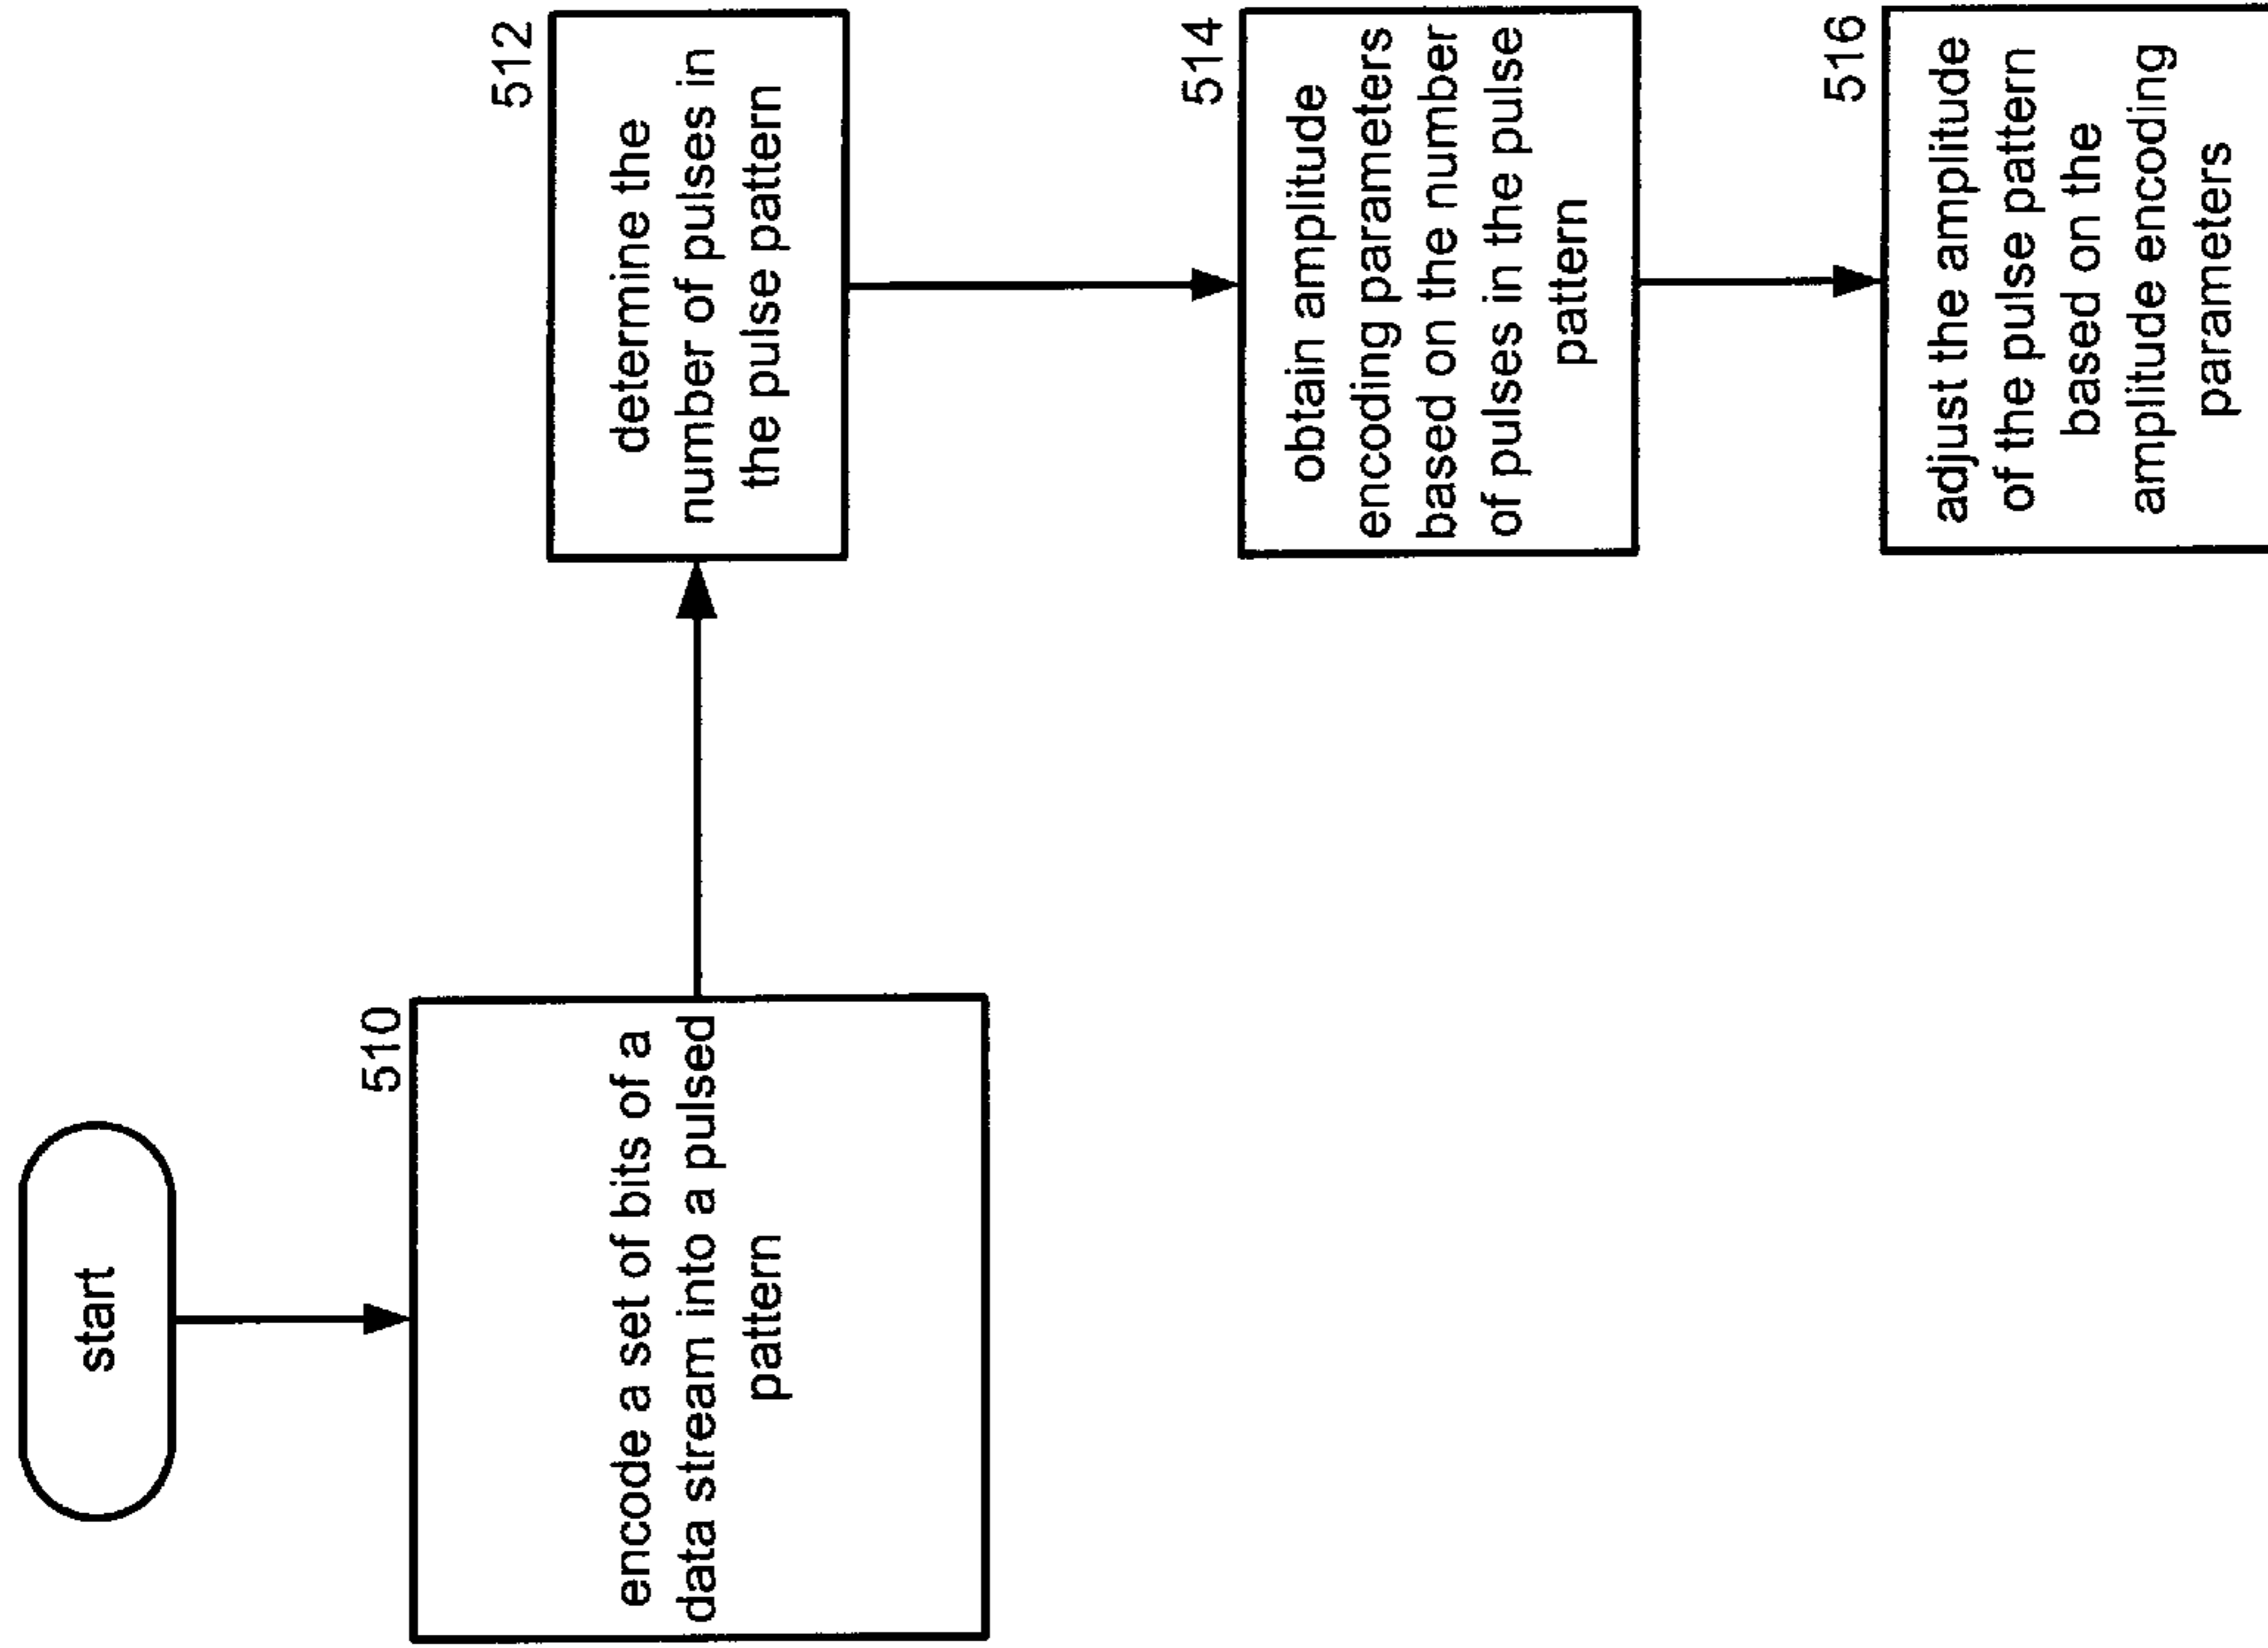 start
510
encode a set of bits of a
data stream into a pulsed
pattern
512
determine the
number of pulses in
the pulse pattern
514
obtain amplitude
encoding parameters
based on the number
of pulses in the pulse
pattern
516
adjust the amplitude
of the pulse pattern
based on the
amplitude encoding
parameters